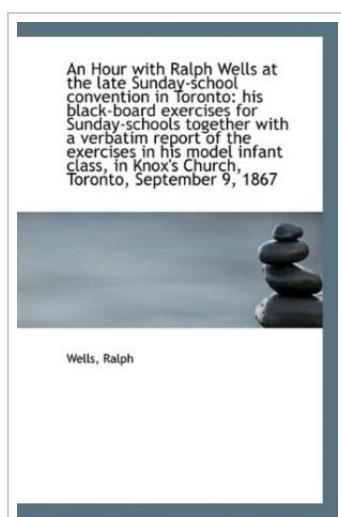 An Hour with Ralph Wells at
the late Sunday-school
convention in Toronto: his
black-board exercises for
Sunday-schools together with
a verbatim report of the
exercises in his model infant
class, in Knox's Church,
Toronto, September 9, 1867
Wells, Ralph